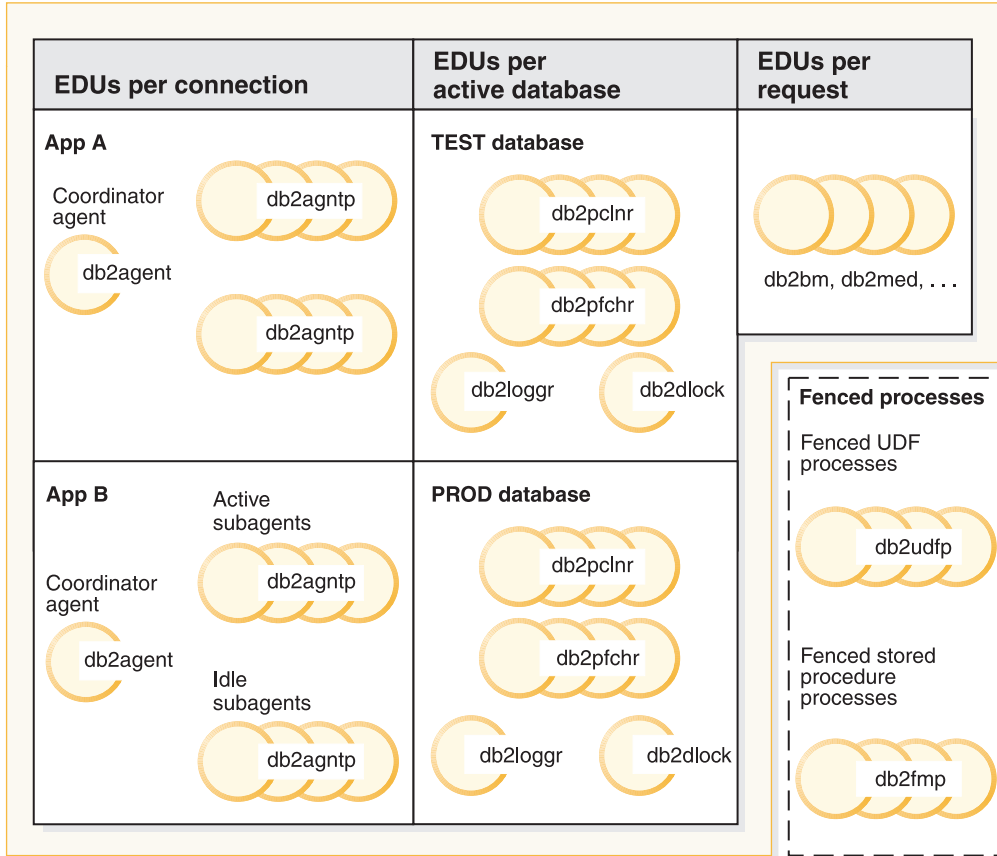 EDUs per connection
EDUs per
active database
EDUs per
request
App A
Coordinator
agent
db2agent
db2agntp
db2agntp
TEST database
db2pclnr
db2pfchr
db2loggr
db2dlock
db2bm, db2med, . . .
App B
Coordinator
agent
db2agent
Active
subagents
db2agntp
Idle
subagents
db2agntp
PROD database
db2pclnr
db2pfchr
db2loggr
db2dlock
Fenced processes
Fenced UDF
processes
db2udfp
Fenced stored
procedure
processes
db2fmp